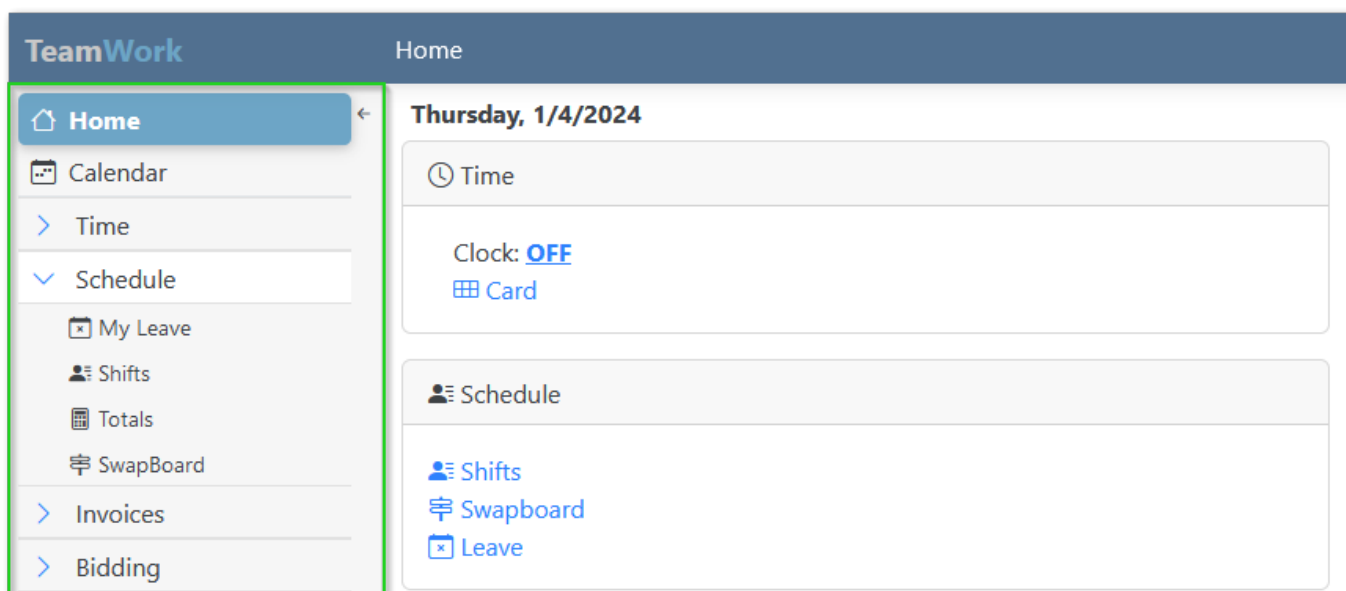 TeamWork
Home
Home
Calendar
Time
Schedule
My Leave
Shifts
Totals
SwapBoard
Invoices
Bidding
Thursday, 1/4/2024
Time
Clock: OFF
Card
Schedule
Shifts
Swapboard
Leave